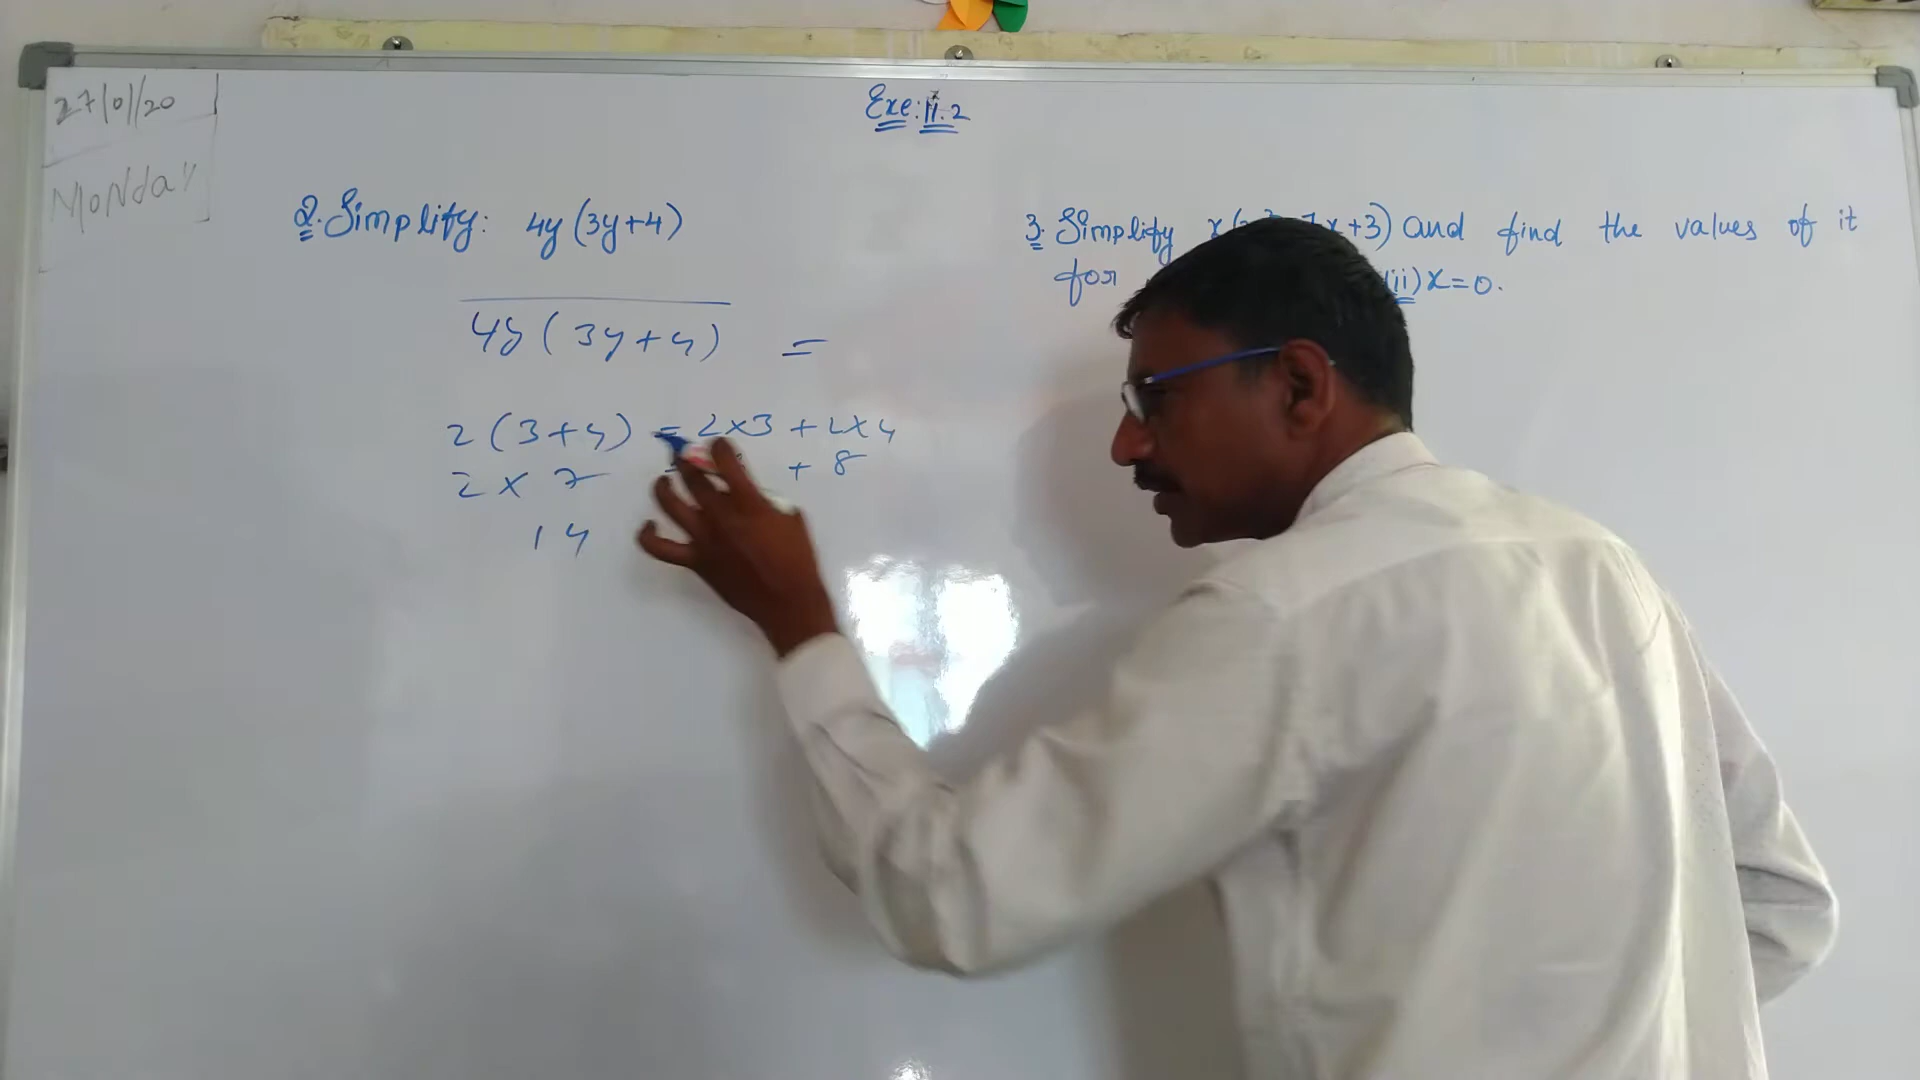 27/01/20
MONDAY
Exe: 11.2
2. Simplify: 4y(3y+4)
4y(3y+4) =
2(3+4) = 2×3 + 2×4
2×7 + 8
14
3. Simplify +3) and find the values of it
for (ii) x=0.